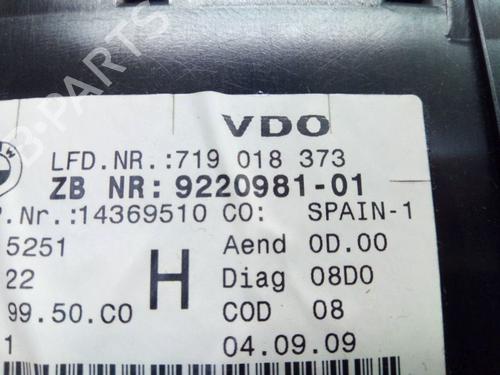 VDO
LFD.NR.:719 018 373
ZB NR: 9220981-01
P.Nr.:14369510 CO: SPAIN-1
5251 Aend 0D.00
22 H Diag 08D0
99.50.C0 COD 08
1 04.09.09
B-PARTS